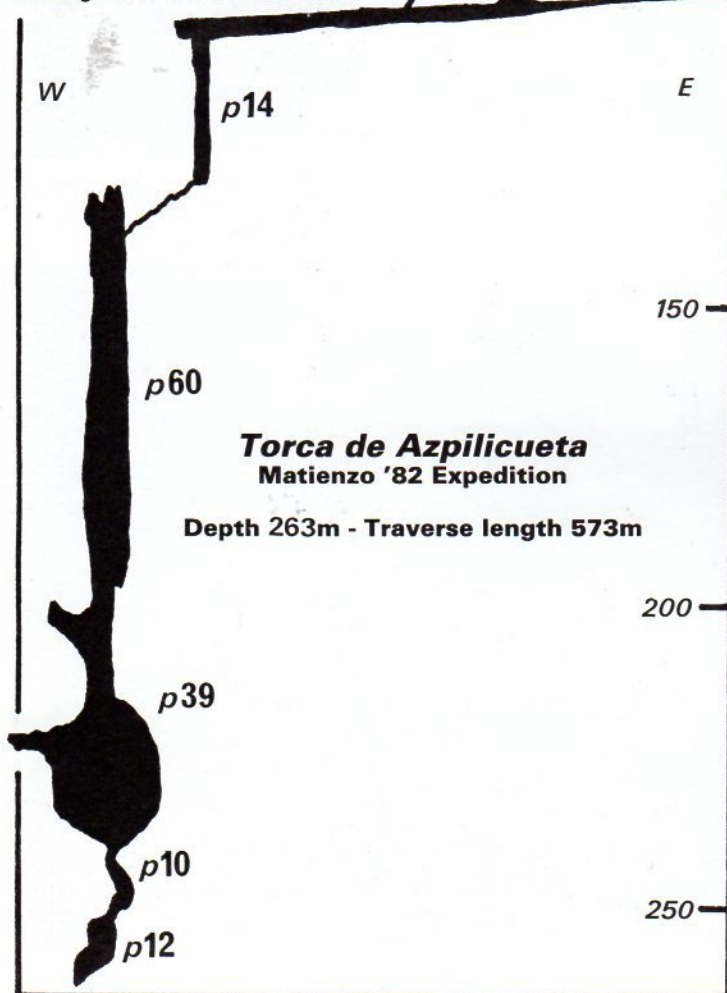 W
E
p14
150
p60
Torca de Azpilicueta
Matienzo '82 Expedition
Depth 263m - Traverse length 573m
200
p39
p10
250
p12